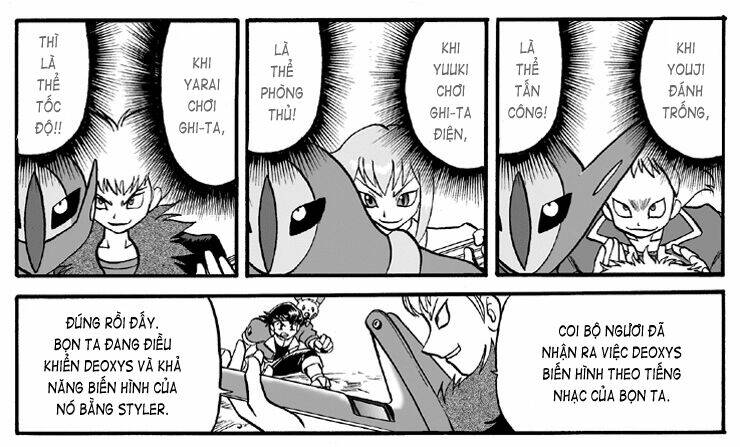 KHI
YOUJI
ĐÁNH
TRỐNG,
LÀ
THỂ
TẤN
CÔNG!
KHI
YUUKI
CHƠI
GHI-TA
ĐIỆN,
LÀ
THỂ
PHÒNG
THỦ!
KHI
YARAI
CHƠI
GHI-TA,
THÌ
LÀ
THỂ
TỐC
ĐỘ!!
COI BỘ NGƯƠI ĐÃ
NHẬN RA VIỆC DEOXYS
BIẾN HÌNH THEO TIẾNG
NHẠC CỦA BỌN TA.
ĐÚNG RỒI ĐẤY.
BỌN TA ĐANG ĐIỀU
KHIỂN DEOXYS VÀ KHẢ
NĂNG BIẾN HÌNH CỦA
NÓ BẰNG STYLER.